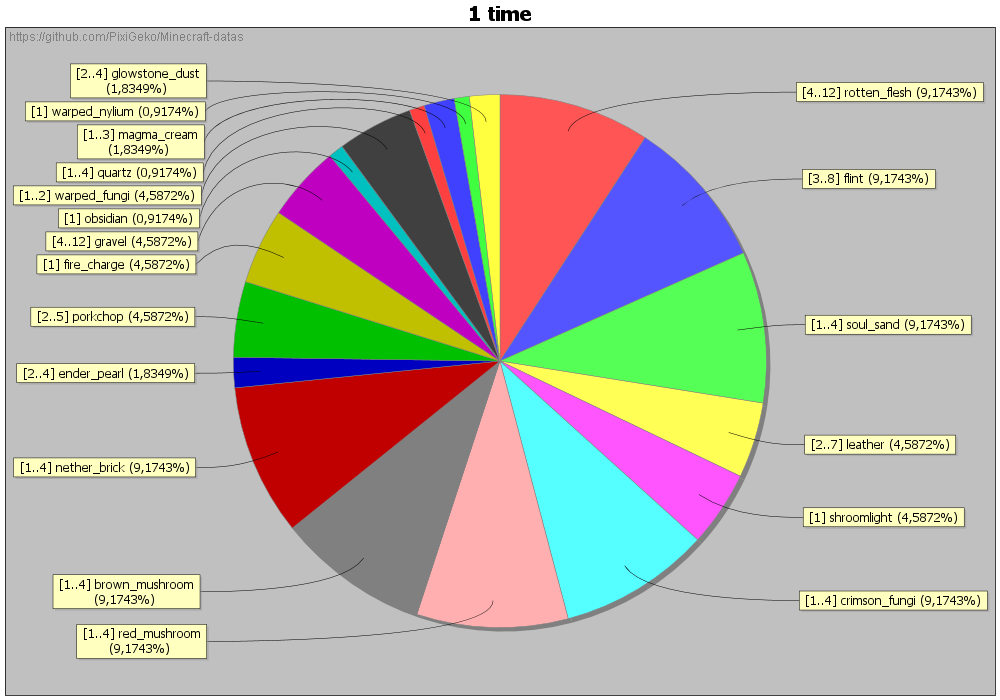 1 time
https://github.com/PixiGeko/Minecraft-datas
[2..4] glowstone_dust
(1,8349%)
[1] warped_nylium (0,9174%)
[1..3] magma_cream
(1,8349%)
[1..4] quartz (0,9174%)
[1..2] warped_fungi (4,5872%)
[1] obsidian (0,9174%)
[4..12] gravel (4,5872%)
[1] fire_charge (4,5872%)
[2..5] porkchop (4,5872%)
[2..4] ender_pearl (1,8349%)
[1..4] nether_brick (9,1743%)
[1..4] brown_mushroom
(9,1743%)
[1..4] red_mushroom
(9,1743%)
[4..12] rotten_flesh (9,1743%)
[3..8] flint (9,1743%)
[1..4] soul_sand (9,1743%)
[2..7] leather (4,5872%)
[1] shroomlight (4,5872%)
[1..4] crimson_fungi (9,1743%)